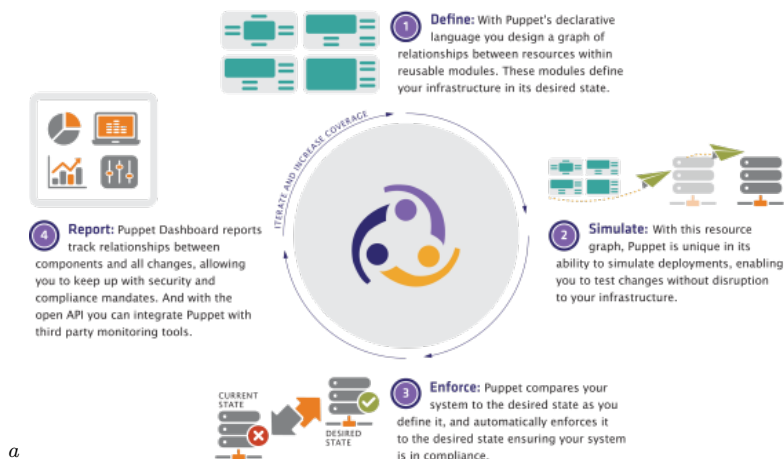 1 Define: With Puppet's declarative
language you design a graph of
relationships between resources within
reusable modules. These modules define
your infrastructure in its desired state.
ITERATE AND INCREASE COVERAGE
2 Simulate: With this resource
graph, Puppet is unique in its
ability to simulate deployments, enabling
you to test changes without disruption
to your infrastructure.
3 Enforce: Puppet compares your
system to the desired state as you
define it, and automatically enforces it
to the desired state ensuring your system
is in compliance.
CURRENT
STATE
DESIRED
STATE
4 Report: Puppet Dashboard reports
track relationships between
components and all changes, allowing
you to keep up with security and
compliance mandates. And with the
open API you can integrate Puppet with
third party monitoring tools.
a